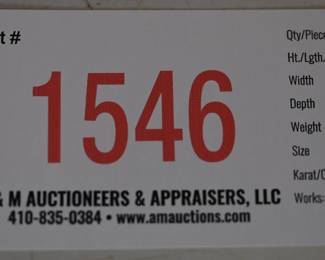 t #
1546
& M AUCTIONEERS & APPRAISERS, LLC
410-835-0384 • www.amauctions.com
Qty/Piece
Ht./Lgth.
Width
Depth
Weight
Size
Karat/C
Works: